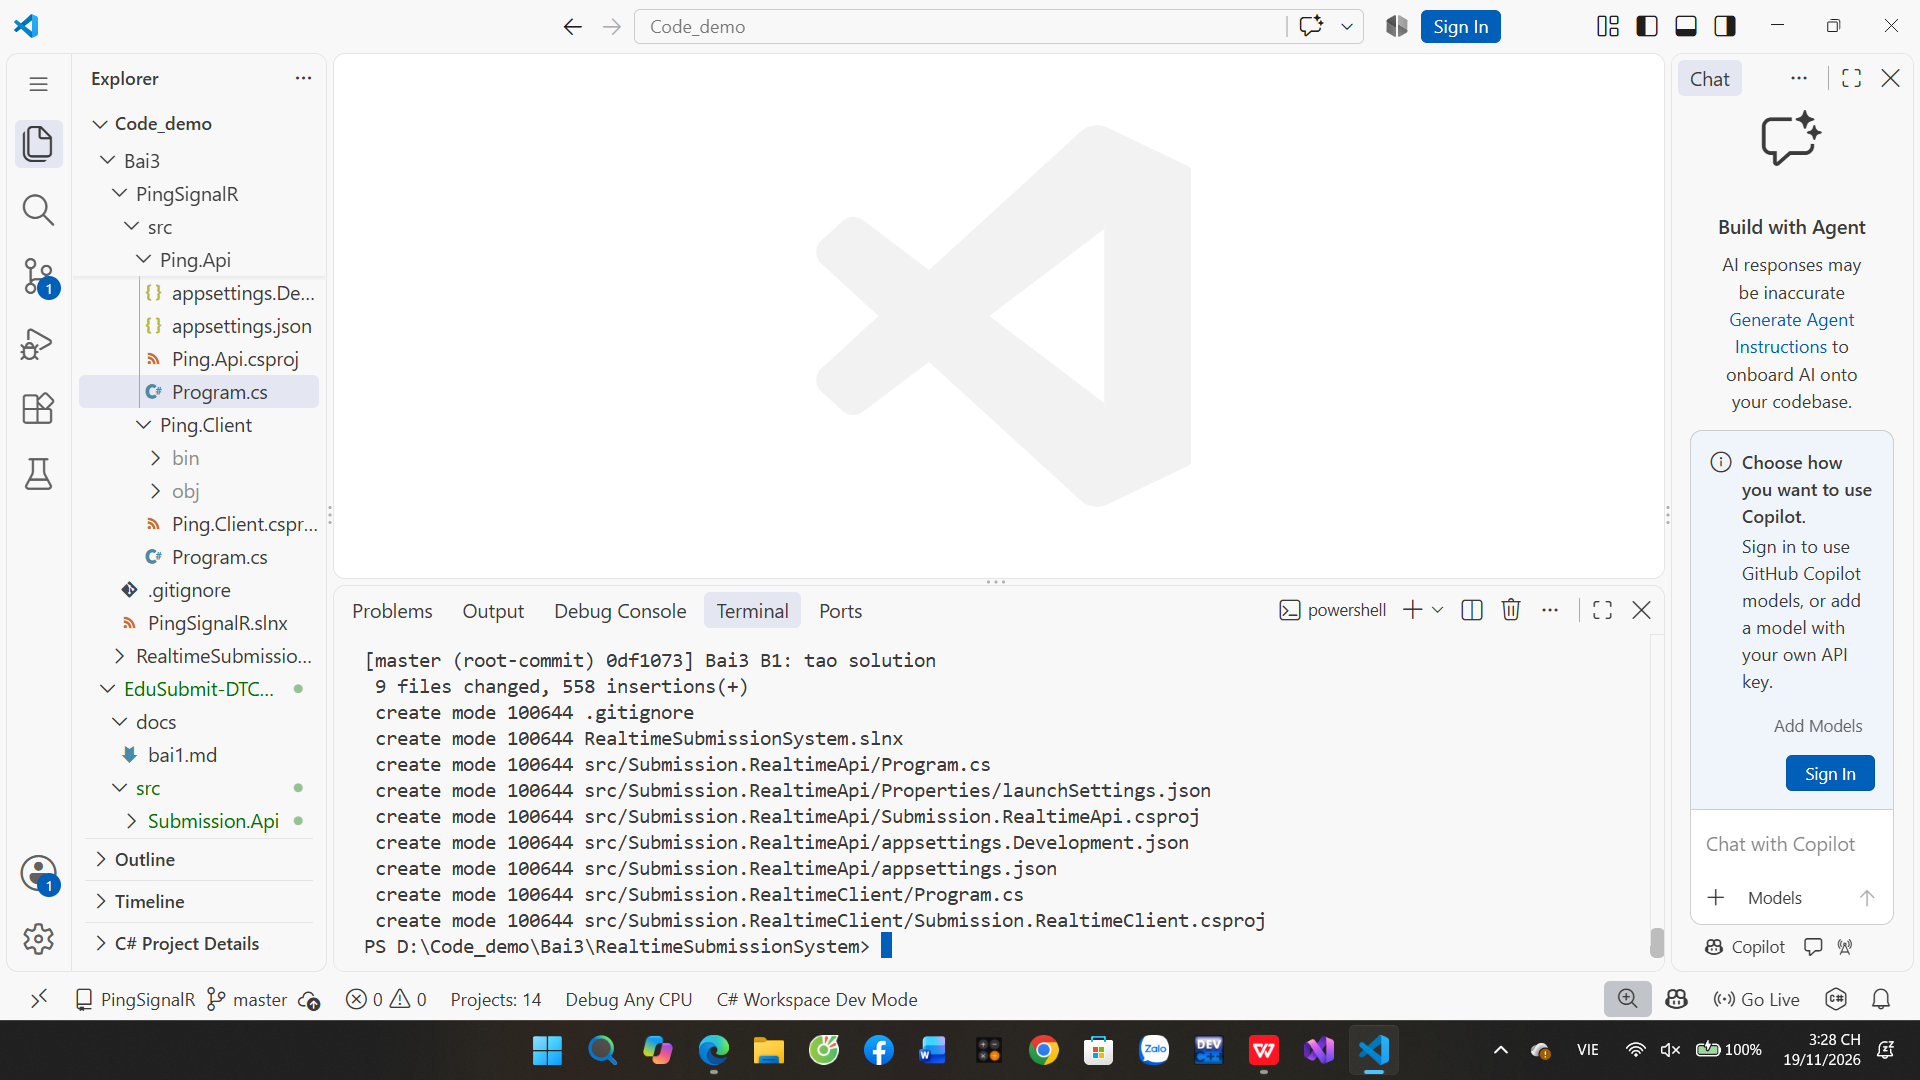 Code_demo
Sign In
Explorer
Code_demo
Bai3
PingSignalR
src
Ping.Api
appsettings.De...
appsettings.json
Ping.Api.csproj
Program.cs
Ping.Client
bin
obj
Ping.Client.cspr...
Program.cs
.gitignore
PingSignalR.slnx
RealtimeSubmissio...
EduSubmit-DTC...
docs
bai1.md
src
Submission.Api
Outline
Timeline
C# Project Details
1
1
Problems
Output
Debug Console
Terminal
Ports
powershell
[master (root-commit) 0df1073] Bai3 B1: tao solution
9 files changed, 558 insertions(+)
create mode 100644 .gitignore
create mode 100644 RealtimeSubmissionSystem.slnx
create mode 100644 src/Submission.RealtimeApi/Program.cs
create mode 100644 src/Submission.RealtimeApi/Properties/launchSettings.json
create mode 100644 src/Submission.RealtimeApi/Submission.RealtimeApi.csproj
create mode 100644 src/Submission.RealtimeApi/appsettings.Development.json
create mode 100644 src/Submission.RealtimeApi/appsettings.json
create mode 100644 src/Submission.RealtimeClient/Program.cs
create mode 100644 src/Submission.RealtimeClient/Submission.RealtimeClient.csproj
PS D:\Code_demo\Bai3\RealtimeSubmissionSystem>
Chat
Build with Agent
AI responses may
be inaccurate
Generate Agent
Instructions to
onboard AI onto
your codebase.
Choose how
you want to use
Copilot.
Sign in to use
GitHub Copilot
models, or add
a model with
your own API
key.
Add Models
Sign In
Chat with Copilot
Models
Copilot
PingSignalR
master
0
0
Projects: 14
Debug Any CPU
C# Workspace Dev Mode
Go Live
Zalo
DEV
C++
VIE
100%
3:28 CH
19/11/2026